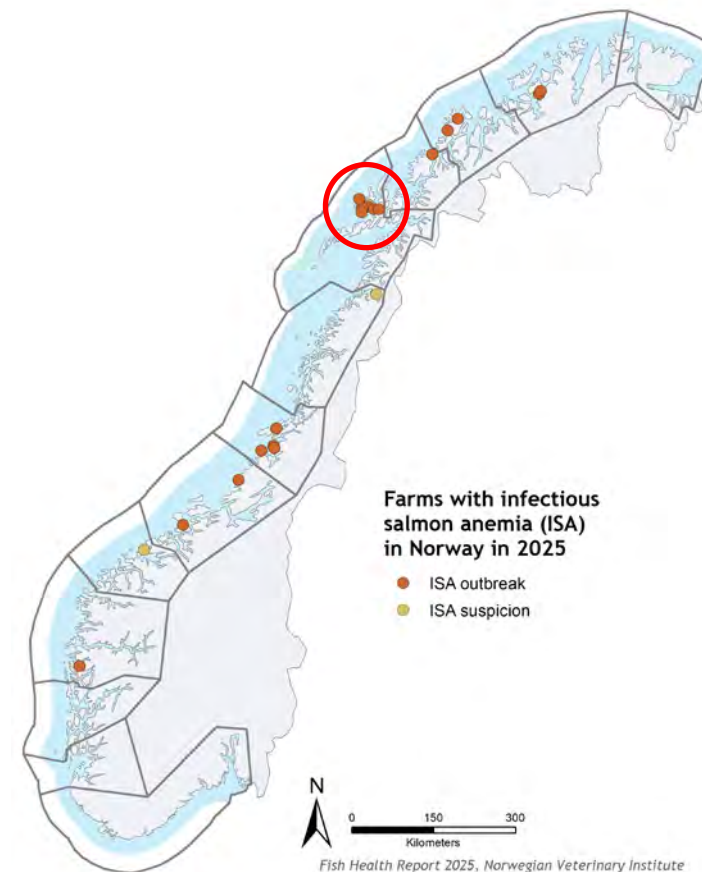 Farms with infectious
salmon anemia (ISA)
in Norway in 2025
ISA outbreak
ISA suspicion
N
0 150 300
Kilometers
Fish Health Report 2025, Norwegian Veterinary Institute